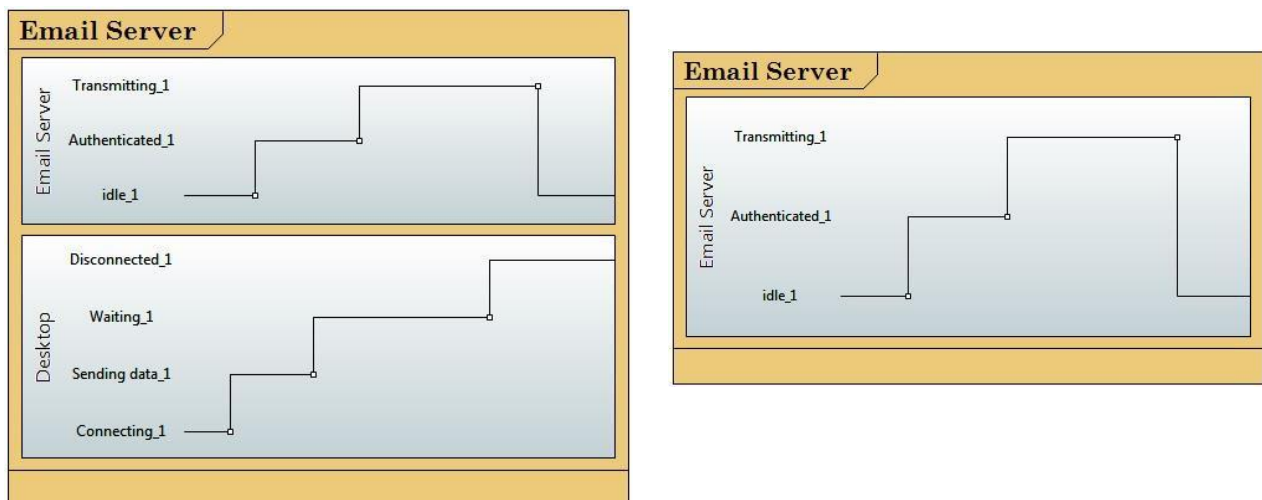 Email Server
Email Server
Transmitting_1
Authenticated_1
idle_1
Desktop
Disconnected_1
Waiting_1
Sending data_1
Connecting_1
Email Server
Email Server
Transmitting_1
Authenticated_1
idle_1